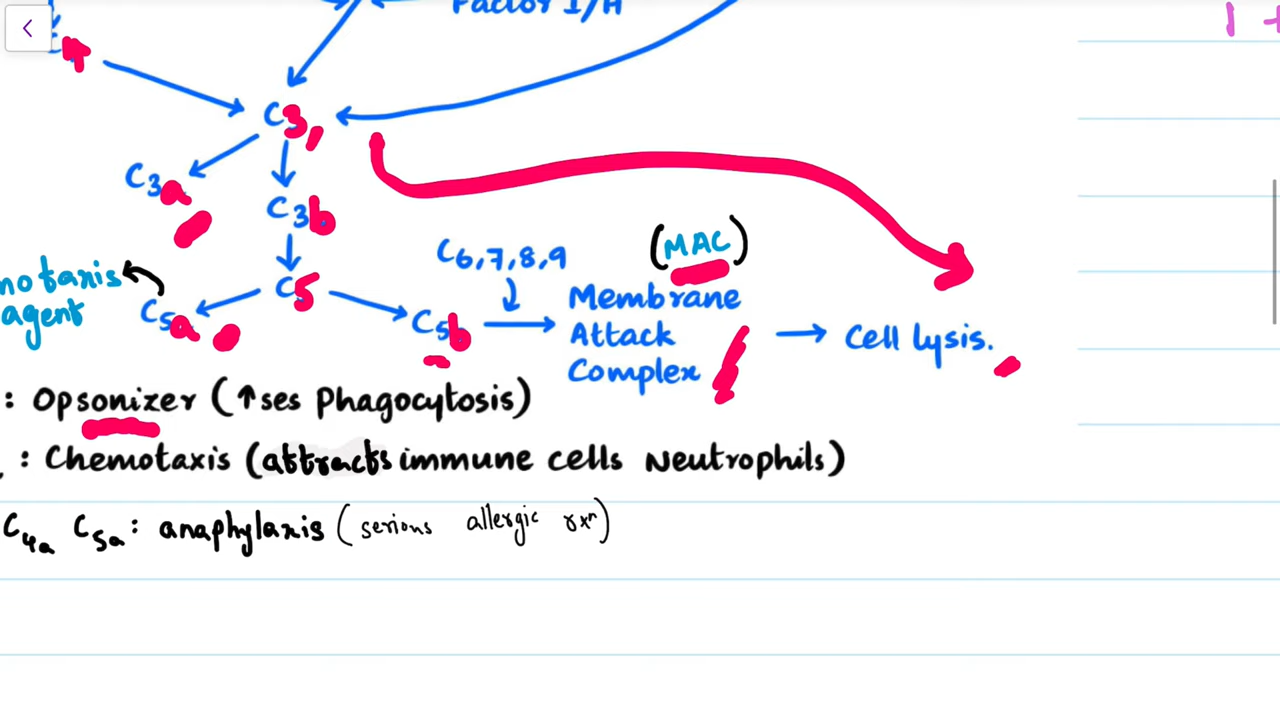 Factor I/H
1 +
C3,
C3a
C3b
C6,7,8,9
(MAC)
notaxis
agent
C5
C5a
C5b
Membrane
Attack
Complex
Cell lysis.
: Opsonizer (↑ses Phagocytosis)
: Chemotaxis (attracts immune cells Neutrophils)
C4a C5a: anaphylaxis (serious allergic rxn)